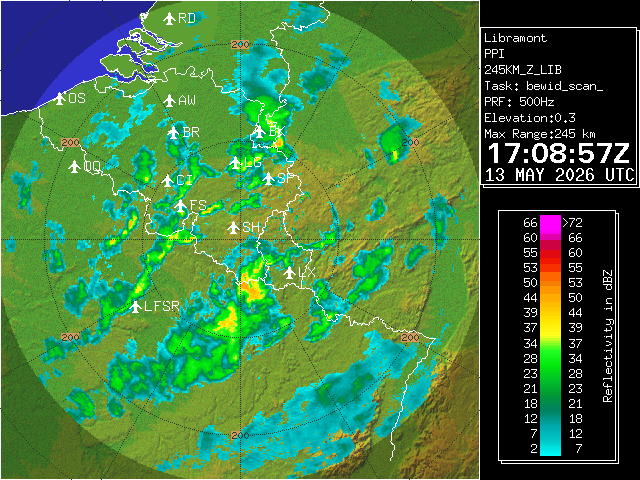 RD
200
OS
AW
BR
BK
200
200
QQ
LG
CI
SP
FS
SH
LX
LFSR
200
200
200
Libramont
PPI
245KM_Z_LIB
Task: bewid_scan_
PRF: 500Hz
Elevation:0.3
Max Range:245 km
17:08:57Z
13 MAY 2026 UTC
66 >72
60 66
55 60
53 55
50 53
44 50
39 44
37 39
34 37
28 34
23 28
21 23
18 21
12 18
7 12
2 7
Reflectivity in dBZ